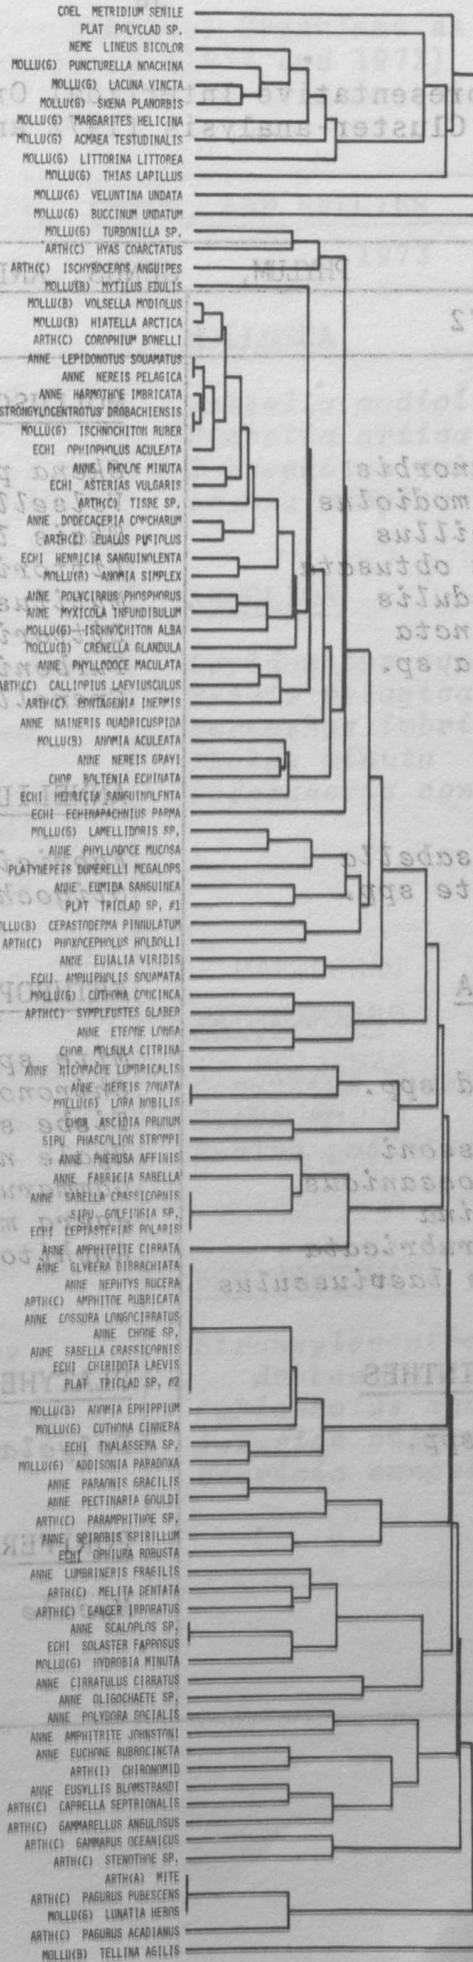 COEL METRIDIUM SENILE
PLAT POLYCLAD SP.
NEME LINEUS BICOLOR
MOLLU(G) PUNCTURELLA NOACHINA
MOLLU(G) LACUNA VINCTA
MOLLU(G) SKENA PLANORBIS
MOLLU(G) MARGARITES HELICINA
MOLLU(G) ACMAEA TESTUDINALIS
MOLLU(G) LITTORINA LITTOREA
MOLLU(G) THIAS LAPILLUS
MOLLU(G) VELUNTINA UNDATA
MOLLU(G) BUCCINUM UNDATUM
MOLLU(G) TURBONILLA SP.
ARTH(C) HYAS COARCTATUS
ARTH(C) ISCHYROCEROS ANGUIPES
MOLLU(B) MYTILUS EDULIS
MOLLU(B) VOLSELLA MODIOLUS
MOLLU(B) HIATELLA ARCTICA
ARTH(C) COROPHIUM BONELLI
ANNE LEPIDONOTUS SQUAMATUS
ANNE NEREIS PELAGICA
ANNE HARMOTHOE IMBRICATA
STRONGYLOCENTROTUS DROBACHIENSIS
MOLLU(G) ISCHNOCHITON RUBER
ECHI OPHIOPHOLUS ACULEATA
ANNE PHOLOE MINUTA
ECHI ASTERIAS VULGARIS
ARTH(C) TISBE SP.
ANNE DODECACERIA CONCHARUM
ARTH(C) EUALUS PUSIOLUS
ECHI HENRICIA SANGUINOLENTA
MOLLU(B) ANOMIA SIMPLEX
ANNE POLYCIRRUS PHOSPHORUS
ANNE MYXICOLA INFUNDIBULUM
MOLLU(G) ISCHNOCHITON ALBA
MOLLU(B) CRENELLA GLANDULA
ANNE PHYLLODOCE MACULATA
ARTH(C) CALLIOPIUS LAEVIUSCULUS
ARTH(C) PONTAGENIA INERMIS
ANNE NAINERIS QUADRICUSPIDA
MOLLU(B) ANOMIA ACULEATA
ANNE NEREIS GRAYI
CHOR BOLTENIA ECHINATA
ECHI HENRICIA SANGUINOLENTA
ECHI ECHINARACHNIUS PARMA
MOLLU(G) LAMELLIDORIS SP.
ANNE PHYLLODOCE MUCOSA
PLATYNEREIS DUMERELLI MEGALOPS
ANNE EUMIDA SANGUINEA
PLAT TRICLAD SP. #1
MOLLU(B) CERASTODERMA PINNULATUM
ARTH(C) PHOXOCEPHOLUS HOLBOLLI
ANNE EULALIA VIRIDIS
ECHI AMPHIPHOLIS SQUAMATA
MOLLU(G) CUTHONA CONCINCA
ARTH(C) SYMPLEUSTES GLABER
ANNE ETEONE LONGA
CHOR MOLGULA CITRINA
ANNE NICOMACHE LUMBRICALIS
ANNE NEREIS ZONATA
MOLLU(G) LORA NOBILIS
CHOR ASCIDIA PRUNUM
SIPU PHASCOLION STROMPI
ANNE PHERUSA AFFINIS
ANNE FABRICIA SABELLA
ANNE SABELLA CRASSICORNIS
SIPU GOLFINGIA SP.
ECHI LEPTASTERIAS POLARIS
ANNE AMPHITRITE CIRRATA
ANNE GLYCERA DIBRACHIATA
ANNE NEPHTYS BUCERA
ARTH(C) AMPHITOE RUBRICATA
ANNE COSSURA LONGOCIRRATUS
ANNE CHONE SP.
ANNE SABELLA CRASSICORNIS
ECHI CHIRIDOTA LAEVIS
PLAT TRICLAD SP. #2
MOLLU(B) ANOMIA EPHIPPIUM
MOLLU(G) CUTHONA CINNERA
ECHI THALASSEMA SP.
MOLLU(G) ADDISONIA PARADOXA
ANNE PARAONIS GRACILIS
ANNE PECTINARIA GOULDI
ARTH(C) PARAMPHITHOE SP.
ANNE SPIRORBIS SPIRILLUM
ECHI OPHIURA ROBUSTA
ANNE LUMBRINERIS FRAGILIS
ARTH(C) MELITA DENTATA
ARTH(C) CANCER IRRORATUS
ANNE SCALOPLOS SP.
ECHI SOLASTER PAPPOSUS
MOLLU(G) HYDROBIA MINUTA
ANNE CIRRATULUS CIRRATUS
ANNE OLIGOCHAETE SP.
ANNE POLYDORA SOCIALIS
ANNE AMPHITRITE JOHNSTONI
ANNE EUCHONE RUBROCINCTA
ARTH(I) CHIRONOMID
ANNE EUSYLLIS BLOMSTRANDI
ARTH(C) CAPRELLA SEPTRIONALIS
ARTH(C) GAMMARELLUS ANGULOSUS
ARTH(C) GAMMARUS OCEANICUS
ARTH(C) STENOTHOE SP.
ARTH(A) MITE
ARTH(C) PAGURUS PUBESCENS
MOLLU(G) LUNATIA HEROS
ARTH(C) PAGURUS ACADIANUS
MOLLU(B) TELLINA AGILIS